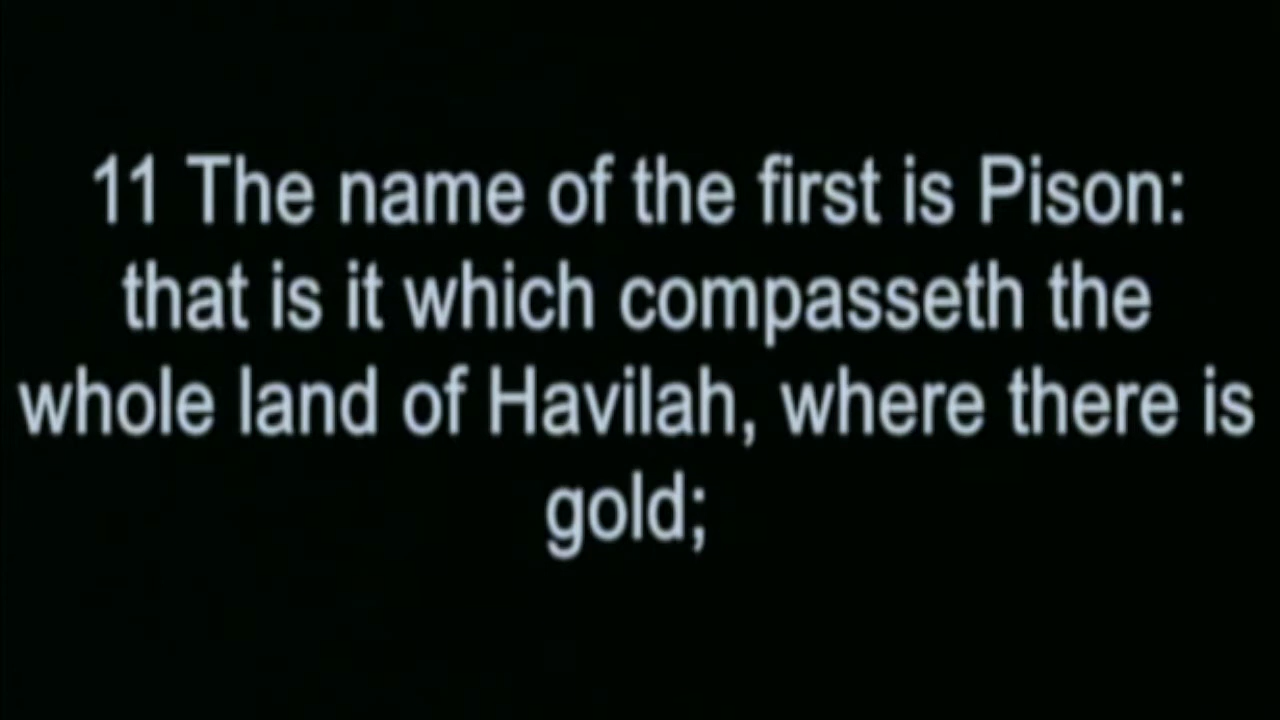 11 The name of the first is Pison:
that is it which compasseth the
whole land of Havilah, where there is
gold;